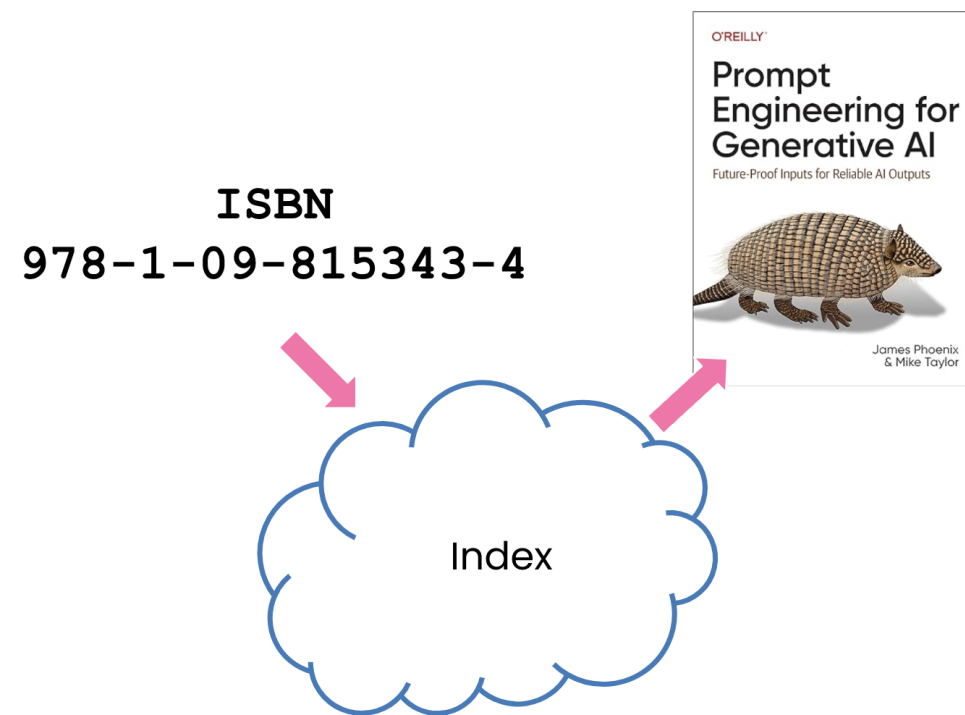 ISBN
978-1-09-815343-4
O'REILLY
Prompt
Engineering for
Generative AI
Future-Proof Inputs for Reliable AI Outputs
James Phoenix
& Mike Taylor
Index